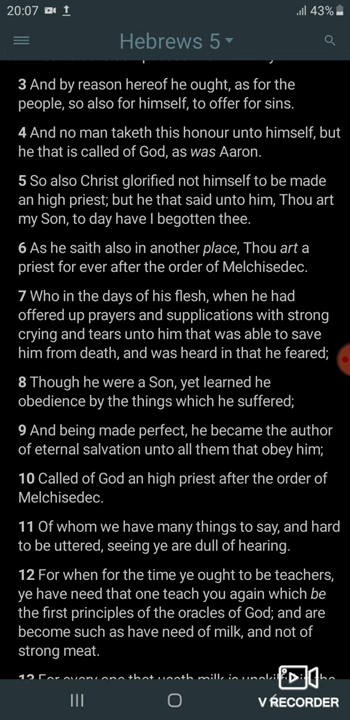 20:07
43%
Hebrews 5
3 And by reason hereof he ought, as for the
people, so also for himself, to offer for sins.
4 And no man taketh this honour unto himself, but
he that is called of God, as was Aaron.
5 So also Christ glorified not himself to be made
an high priest; but he that said unto him, Thou art
my Son, to day have I begotten thee.
6 As he saith also in another place, Thou art a
priest for ever after the order of Melchisedec.
7 Who in the days of his flesh, when he had
offered up prayers and supplications with strong
crying and tears unto him that was able to save
him from death, and was heard in that he feared;
8 Though he were a Son, yet learned he
obedience by the things which he suffered;
9 And being made perfect, he became the author
of eternal salvation unto all them that obey him;
10 Called of God an high priest after the order of
Melchisedec.
11 Of whom we have many things to say, and hard
to be uttered, seeing ye are dull of hearing.
12 For when for the time ye ought to be teachers,
ye have need that one teach you again which be
the first principles of the oracles of God; and are
become such as have need of milk, and not of
strong meat.
13 For every one that useth milk is
V RECORDER